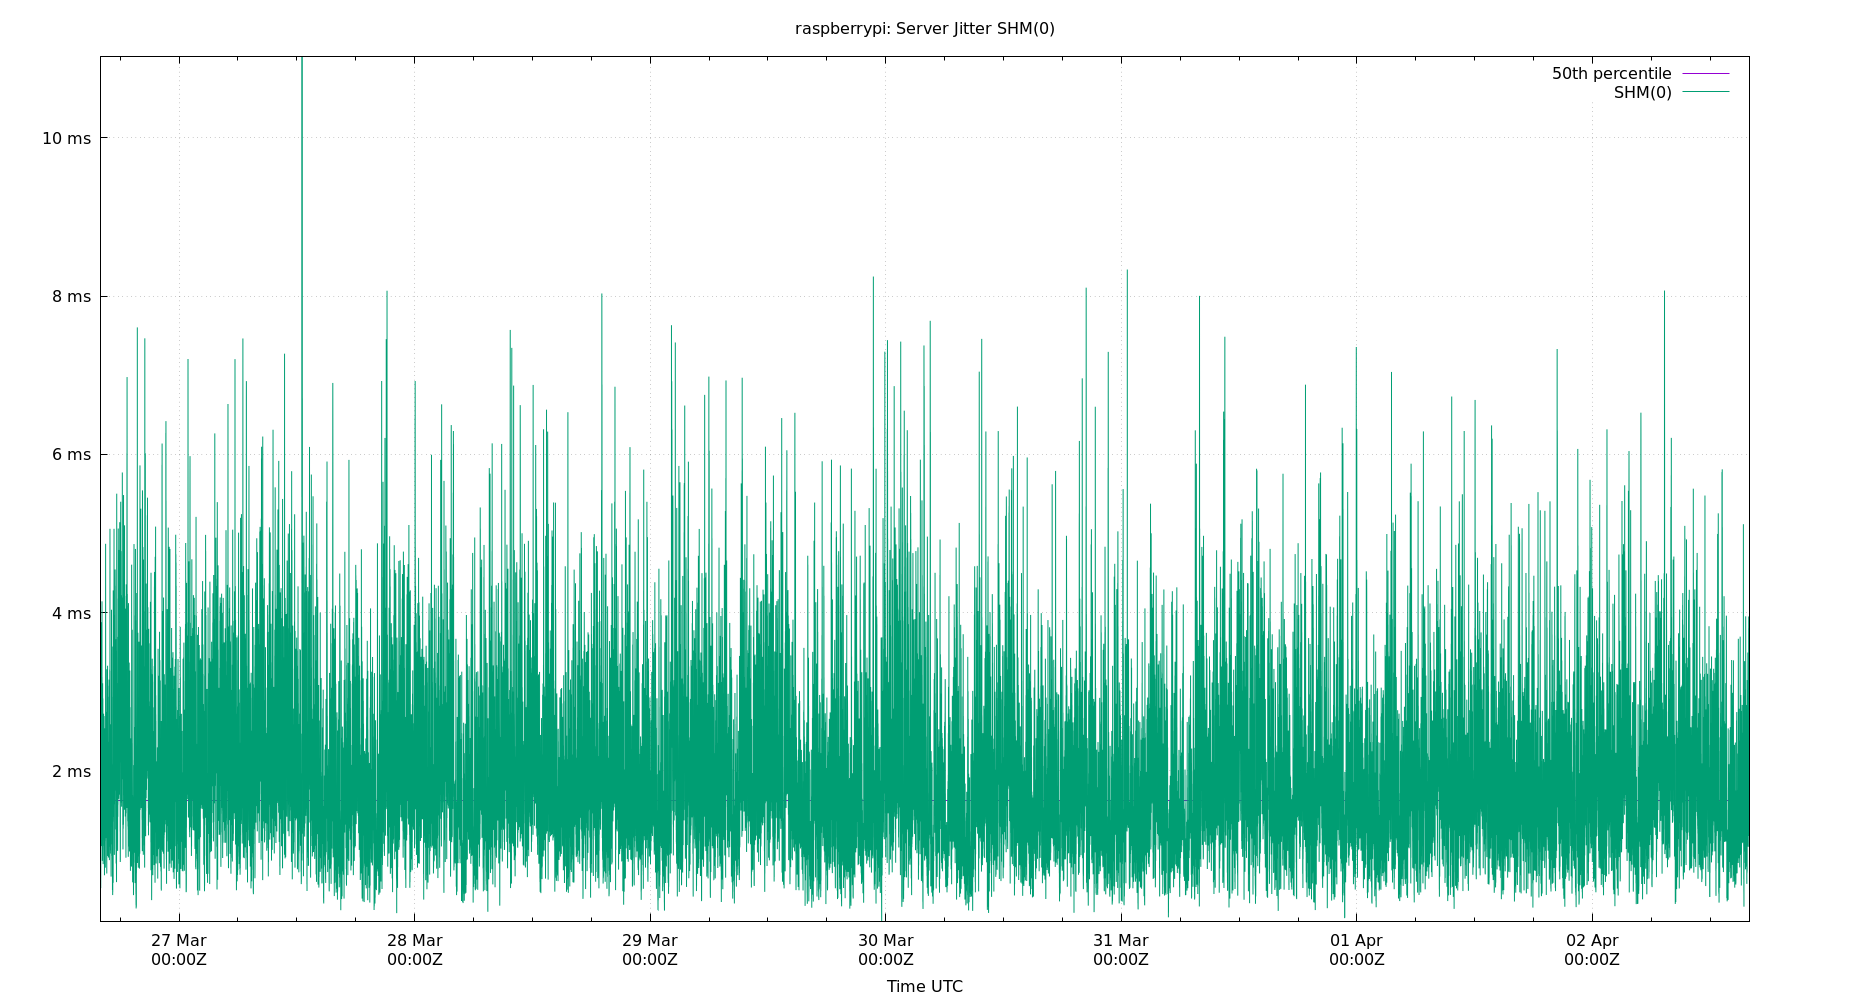 raspberrypi: Server Jitter SHM(0)
50th percentile
SHM(0)
10 ms
8 ms
6 ms
4 ms
2 ms
27 Mar 28 Mar 29 Mar 30 Mar 31 Mar 01 Apr 02 Apr
00:00Z 00:00Z 00:00Z 00:00Z 00:00Z 00:00Z 00:00Z
Time UTC